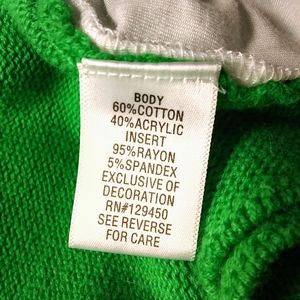 BODY
60%COTTON
40%ACRYLIC
INSERT
95%RAYON
5%SPANDEX
EXCLUSIVE OF
DECORATION
RN#129450
SEE REVERSE
FOR CARE